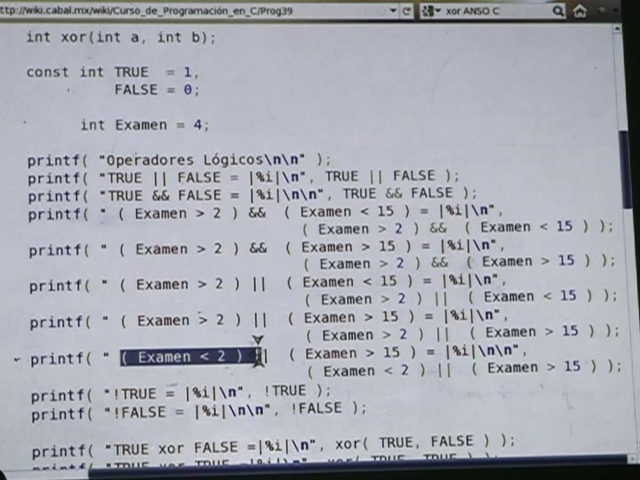 ttp://wiki.cabal.mx/wiki/Curso_de_Programación_en_C/Prog39 xor ANSO C
int xor(int a, int b);
const int TRUE = 1,
FALSE = 0;
int Examen = 4;
printf( "Operadores Lógicos\n\n" );
printf( "TRUE || FALSE = |%i|\n", TRUE || FALSE );
printf( "TRUE && FALSE = |%i|\n\n", TRUE && FALSE );
printf( " ( Examen > 2 ) && ( Examen < 15 ) = |%i|\n",
( Examen > 2 ) && ( Examen < 15 ) );
printf( " ( Examen > 2 ) && ( Examen > 15 ) = |%i|\n",
( Examen > 2 ) && ( Examen > 15 ) );
printf( " ( Examen > 2 ) || ( Examen < 15 ) = |%i|\n",
( Examen > 2 ) || ( Examen < 15 ) );
printf( " ( Examen > 2 ) || ( Examen > 15 ) = |%i|\n",
( Examen > 2 ) || ( Examen > 15 ) );
printf( " ( Examen < 2 ) || ( Examen > 15 ) = |%i|\n\n",
( Examen < 2 ) || ( Examen > 15 ) );
printf( "!TRUE = |%i|\n", !TRUE );
printf( "!FALSE = |%i|\n\n", !FALSE );
printf( "TRUE xor FALSE =|%i|\n", xor( TRUE, FALSE ) );